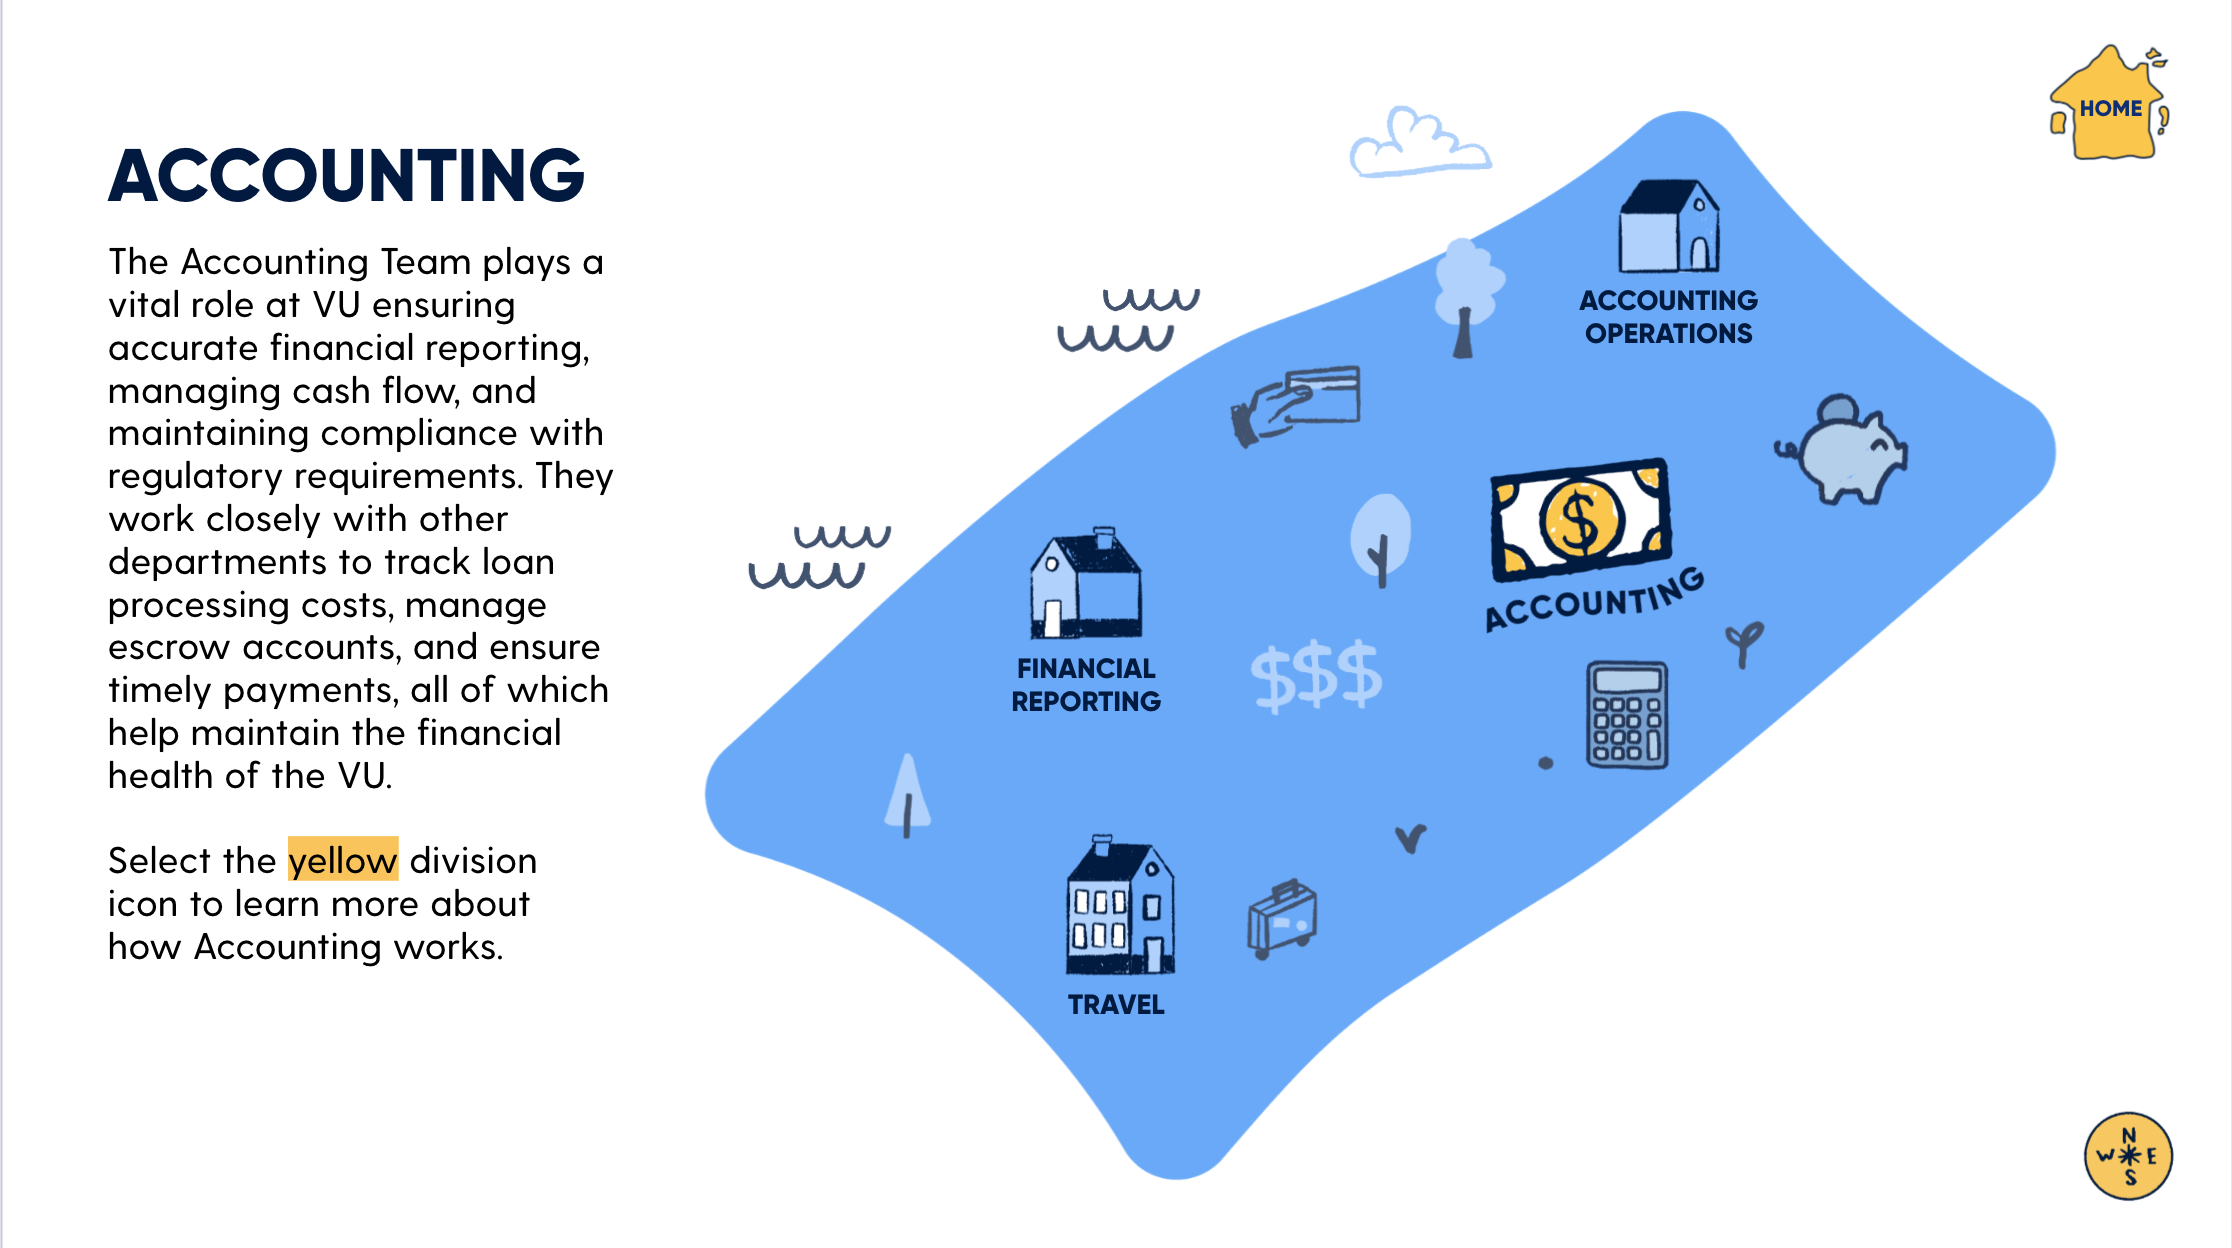 HOME
ACCOUNTING
The Accounting Team plays a
vital role at VU ensuring
accurate financial reporting,
managing cash flow, and
maintaining compliance with
regulatory requirements. They
work closely with other
departments to track loan
processing costs, manage
escrow accounts, and ensure
timely payments, all of which
help maintain the financial
health of the VU.
Select the yellow division
icon to learn more about
how Accounting works.
ACCOUNTING
OPERATIONS
$
ACCOUNTING
FINANCIAL
REPORTING
$$$
TRAVEL
N
W E
S